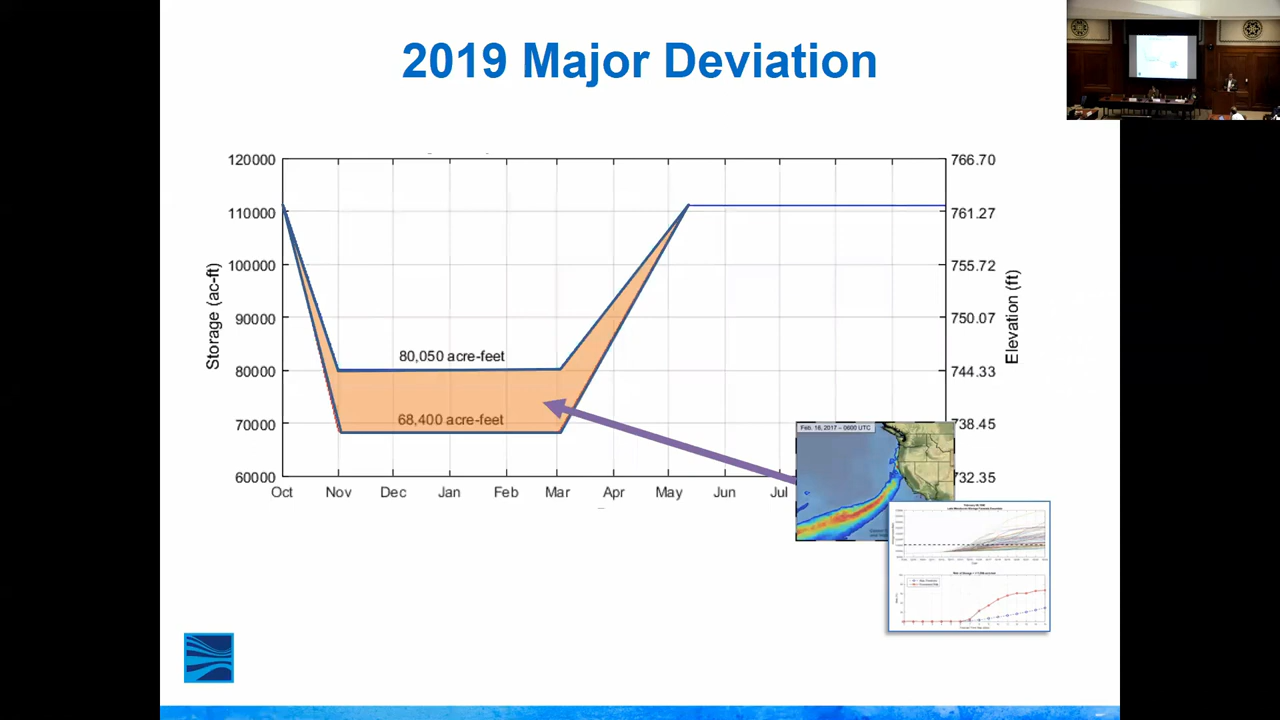 2019 Major Deviation
120000
110000
100000
90000
80000
70000
60000
Storage (ac-ft)
766.70
761.27
755.72
750.07
744.33
738.45
732.35
Elevation (ft)
80,050 acre-feet
68,400 acre-feet
Oct Nov Dec Jan Feb Mar Apr May Jun Jul
Feb. 18, 2017 – 0600 UTC